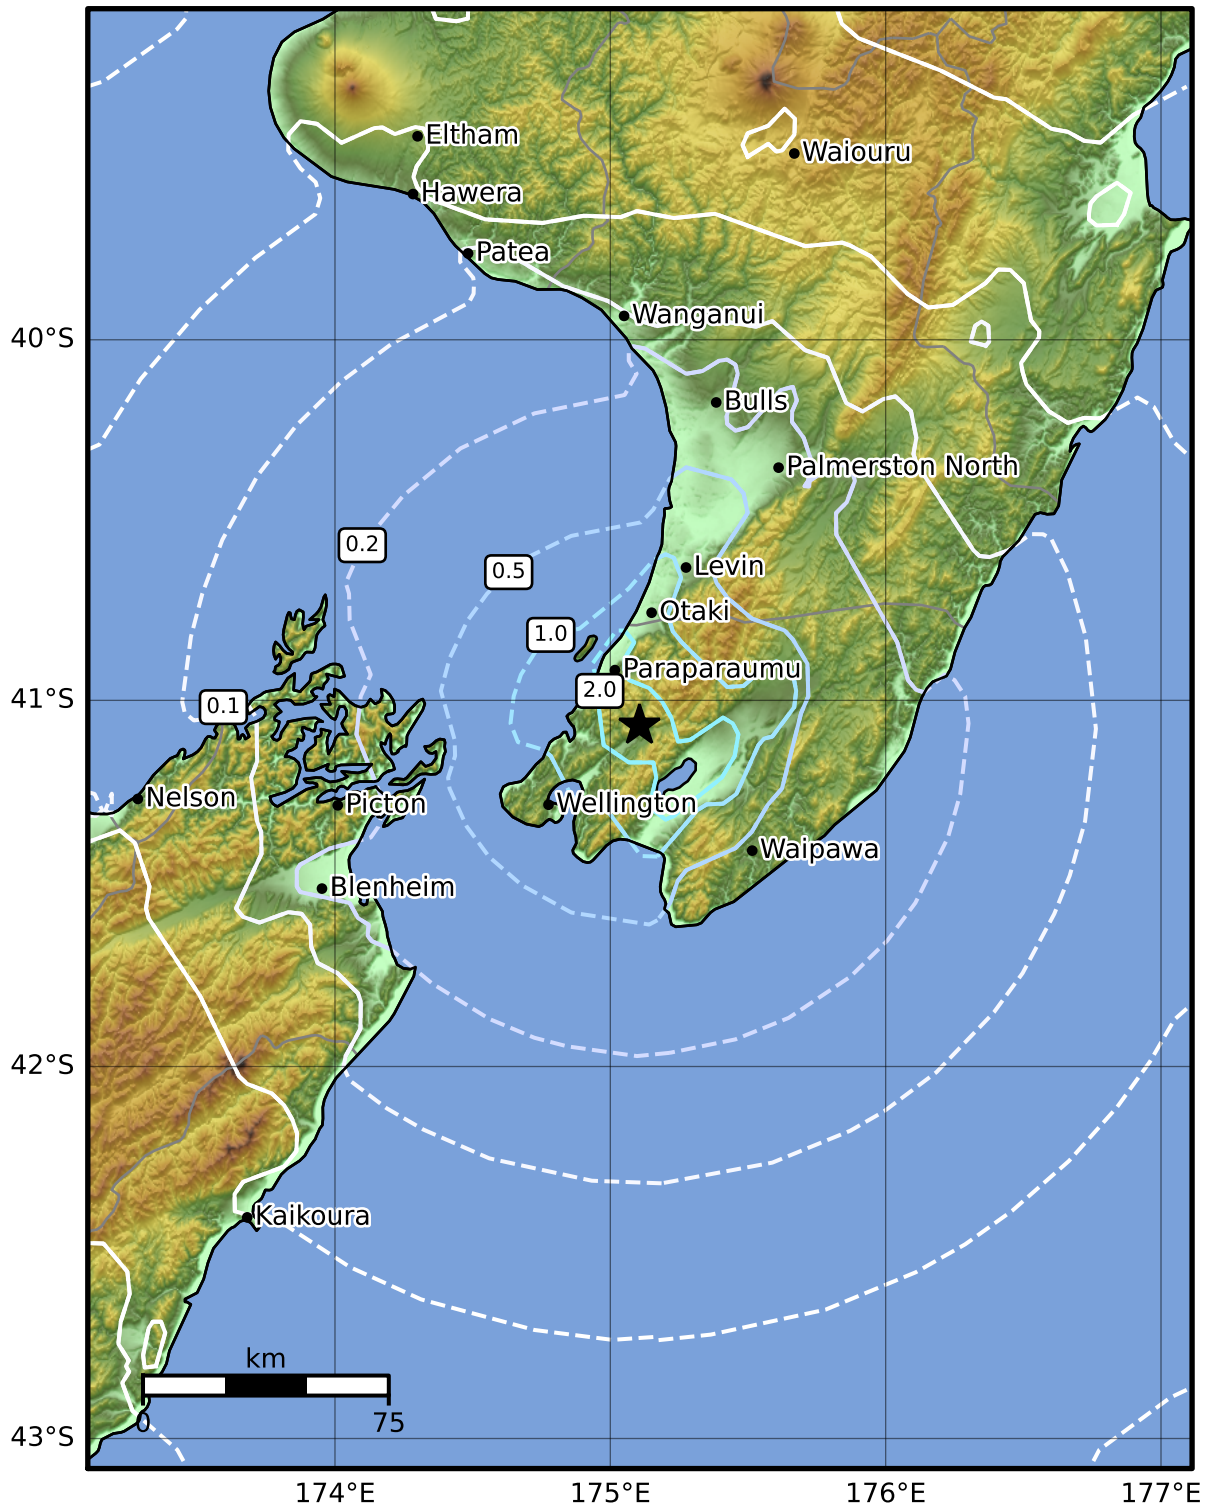 Eltham
Waiouru
Hawera
Patea
Wanganui
40°S
Bulls
Palmerston North
0.2
0.5
Levin
Otaki
1.0
Paraparaumu
2.0
41°S
0.1
Nelson
Picton
Wellington
Waipawa
Blenheim
42°S
Kaikoura
km
0 75
43°S
174°E 175°E 176°E 177°E